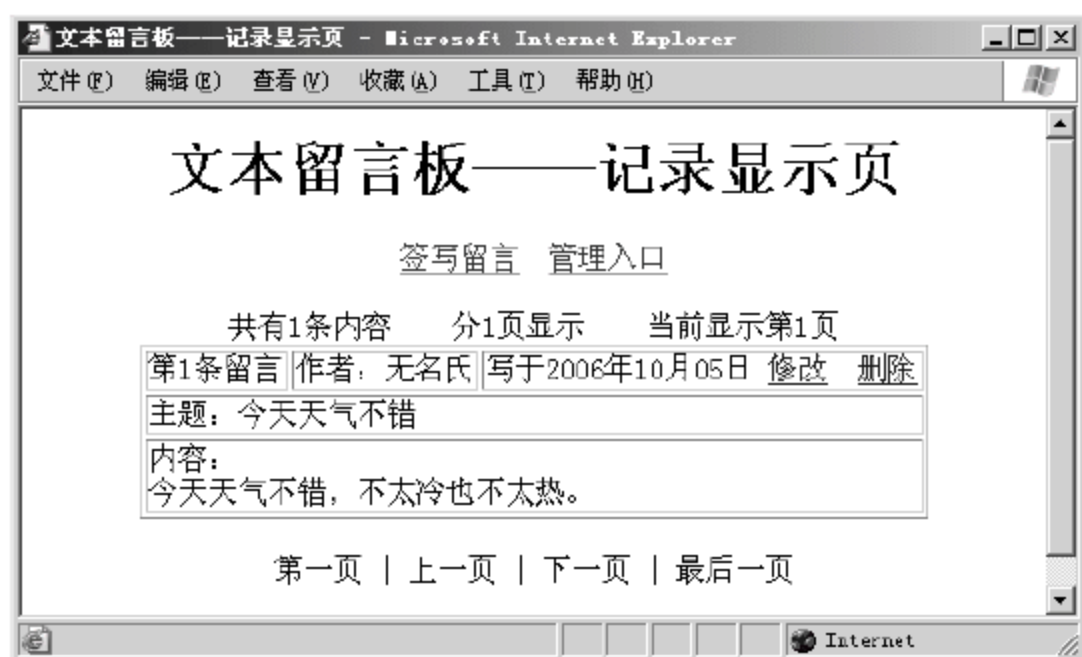 文本留言板——记录显示页 - Microsoft Internet Explorer
文件(F) 编辑(E) 查看(V) 收藏(A) 工具(T) 帮助(H)
文本留言板——记录显示页
签写留言 管理入口
共有1条内容 分1页显示 当前显示第1页
第1条留言 作者：无名氏 写于2006年10月05日 修改 删除
主题：今天天气不错
内容：
今天天气不错，不太冷也不太热。
第一页 | 上一页 | 下一页 | 最后一页
Internet